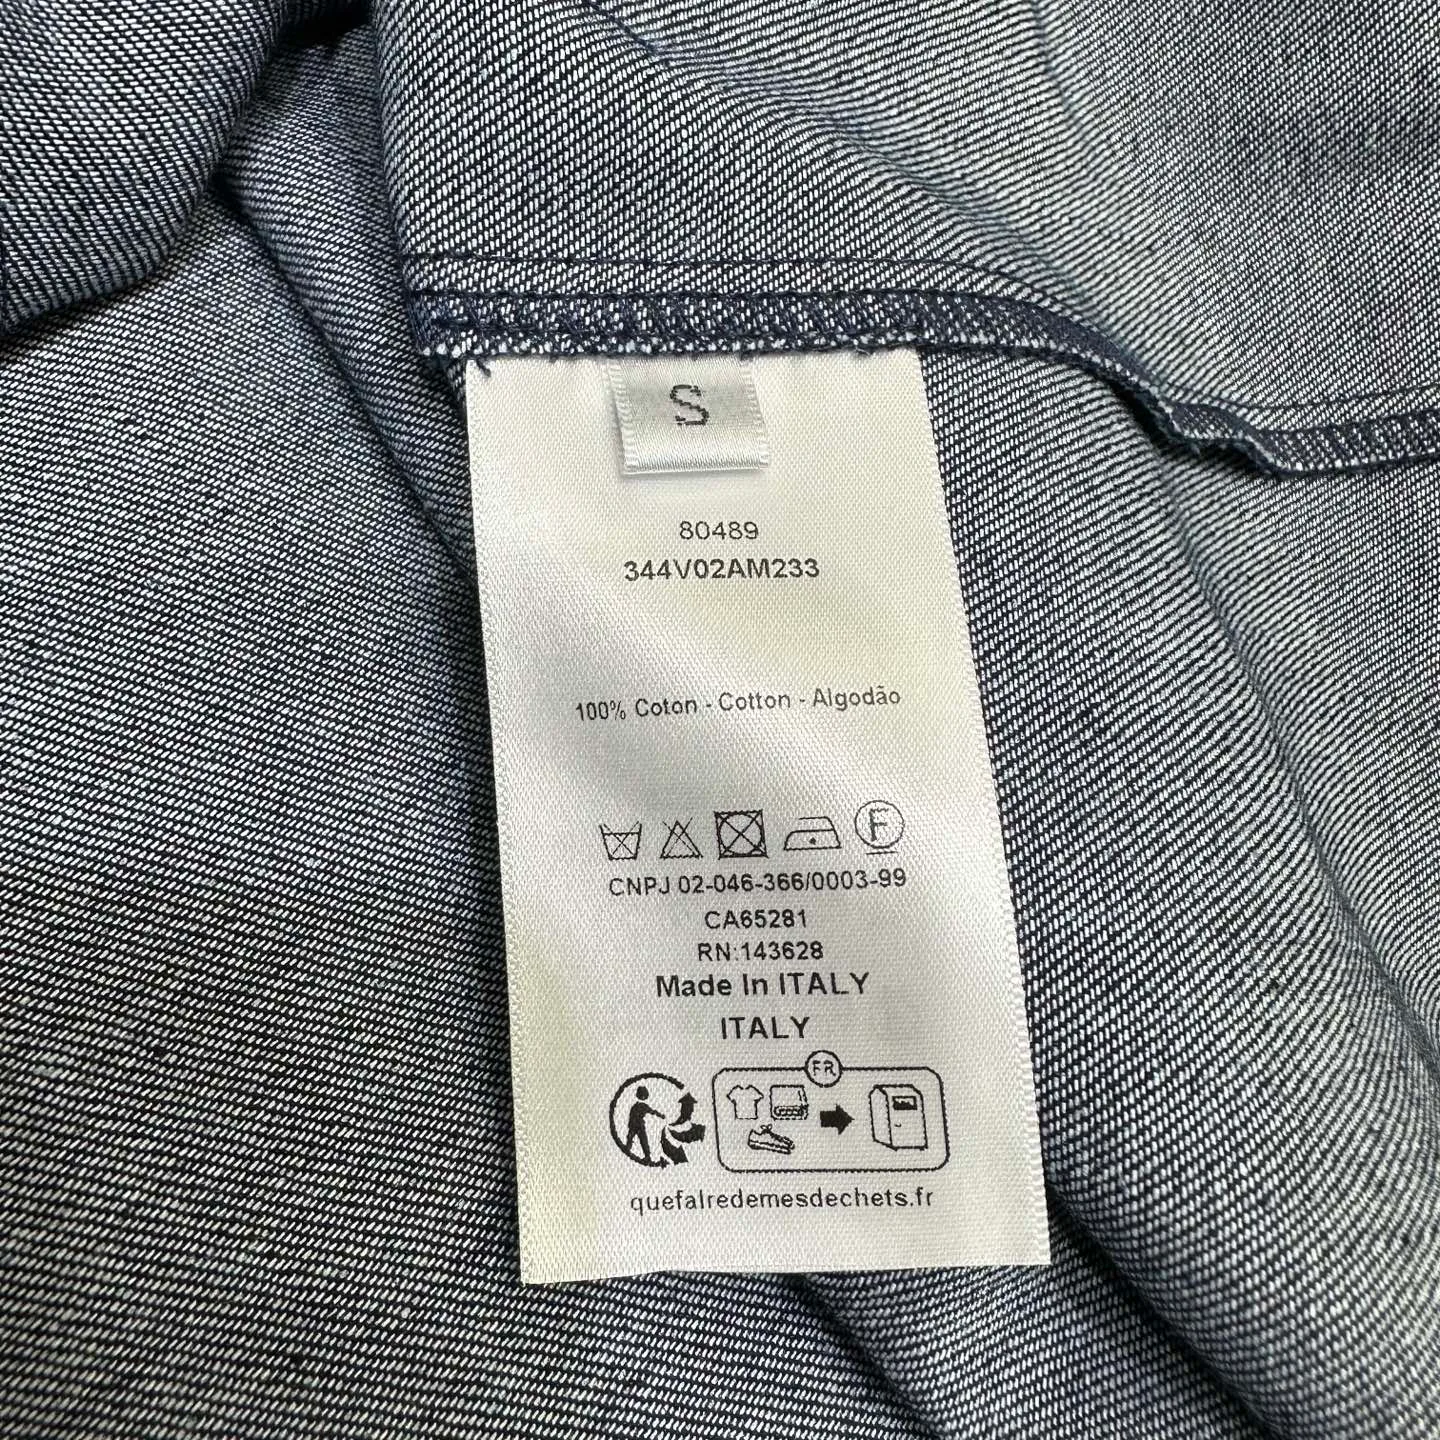 S
80489
344V02AM233
100% Coton - Cotton - Algodão
F
CNPJ 02-046-366/0003-99
CA65281
RN:143628
Made In ITALY
ITALY
FR
quefalredemesdechets.fr